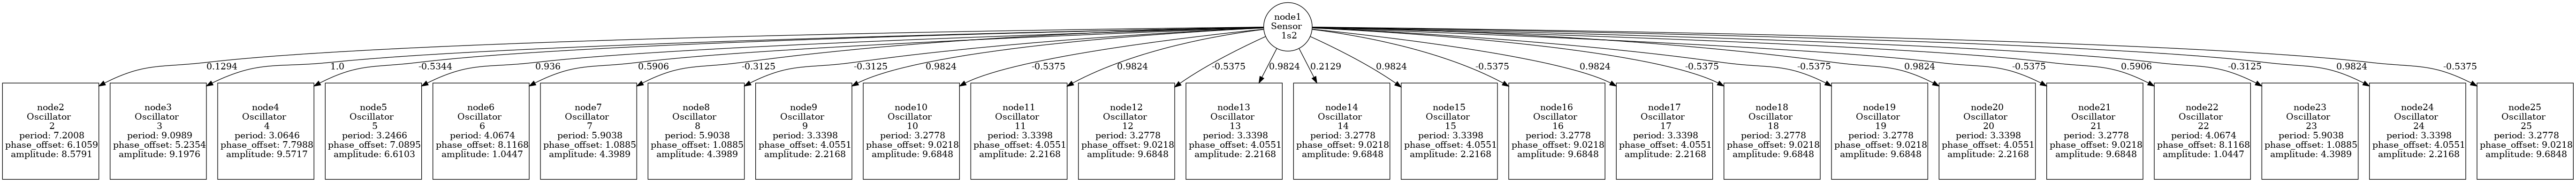 node1
Sensor
1s2
0.1294
1.0
-0.5344
0.936
0.5906
-0.3125
-0.3125
0.9824
-0.5375
0.9824
-0.5375
0.9824
0.2129
0.9824
-0.5375
0.9824
-0.5375
-0.5375
0.9824
-0.5375
0.5906
-0.3125
0.9824
-0.5375
node2
Oscillator
2
period: 7.2008
phase_offset: 6.1059
amplitude: 8.5791
node3
Oscillator
3
period: 9.0989
phase_offset: 5.2354
amplitude: 9.1976
node4
Oscillator
4
period: 3.0646
phase_offset: 7.7988
amplitude: 9.5717
node5
Oscillator
5
period: 3.2466
phase_offset: 7.0895
amplitude: 6.6103
node6
Oscillator
6
period: 4.0674
phase_offset: 8.1168
amplitude: 1.0447
node7
Oscillator
7
period: 5.9038
phase_offset: 1.0885
amplitude: 4.3989
node8
Oscillator
8
period: 5.9038
phase_offset: 1.0885
amplitude: 4.3989
node9
Oscillator
9
period: 3.3398
phase_offset: 4.0551
amplitude: 2.2168
node10
Oscillator
10
period: 3.2778
phase_offset: 9.0218
amplitude: 9.6848
node11
Oscillator
11
period: 3.3398
phase_offset: 4.0551
amplitude: 2.2168
node12
Oscillator
12
period: 3.2778
phase_offset: 9.0218
amplitude: 9.6848
node13
Oscillator
13
period: 3.3398
phase_offset: 4.0551
amplitude: 2.2168
node14
Oscillator
14
period: 3.2778
phase_offset: 9.0218
amplitude: 9.6848
node15
Oscillator
15
period: 3.3398
phase_offset: 4.0551
amplitude: 2.2168
node16
Oscillator
16
period: 3.2778
phase_offset: 9.0218
amplitude: 9.6848
node17
Oscillator
17
period: 3.3398
phase_offset: 4.0551
amplitude: 2.2168
node18
Oscillator
18
period: 3.2778
phase_offset: 9.0218
amplitude: 9.6848
node19
Oscillator
19
period: 3.2778
phase_offset: 9.0218
amplitude: 9.6848
node20
Oscillator
20
period: 3.3398
phase_offset: 4.0551
amplitude: 2.2168
node21
Oscillator
21
period: 3.2778
phase_offset: 9.0218
amplitude: 9.6848
node22
Oscillator
22
period: 4.0674
phase_offset: 8.1168
amplitude: 1.0447
node23
Oscillator
23
period: 5.9038
phase_offset: 1.0885
amplitude: 4.3989
node24
Oscillator
24
period: 3.3398
phase_offset: 4.0551
amplitude: 2.2168
node25
Oscillator
25
period: 3.2778
phase_offset: 9.0218
amplitude: 9.6848